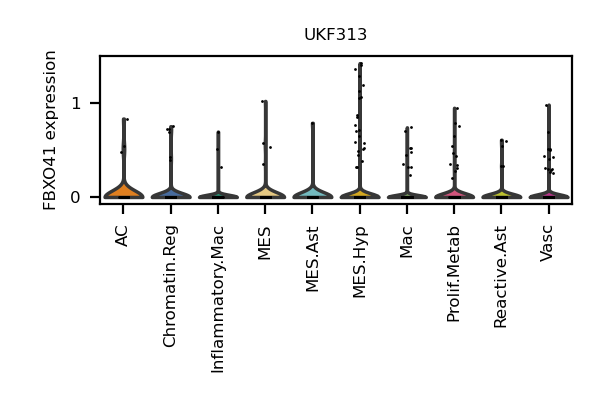 UKF313
FBXO41 expression
1
0
AC
Chromatin.Reg
Inflammatory.Mac
MES
MES.Ast
MES.Hyp
Mac
Prolif.Metab
Reactive.Ast
Vasc